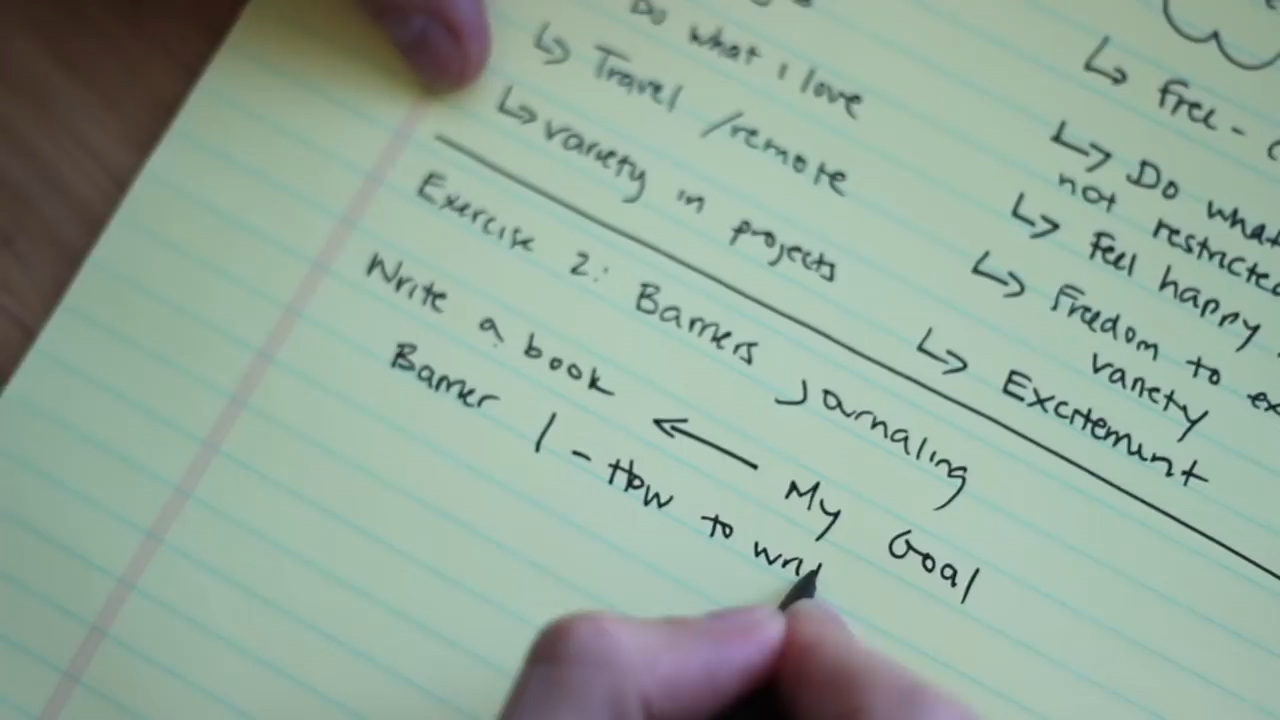 Do what I love
↳ Travel /remote
↳ variety in projects
↳ free -
↳ Do what
not restricted
↳ Feel happy
↳ Freedom to
variety
↳ Excitement
Exercise 2: Barriers Journaling
Write a book ← My Goal
Barrier 1 - How to writ